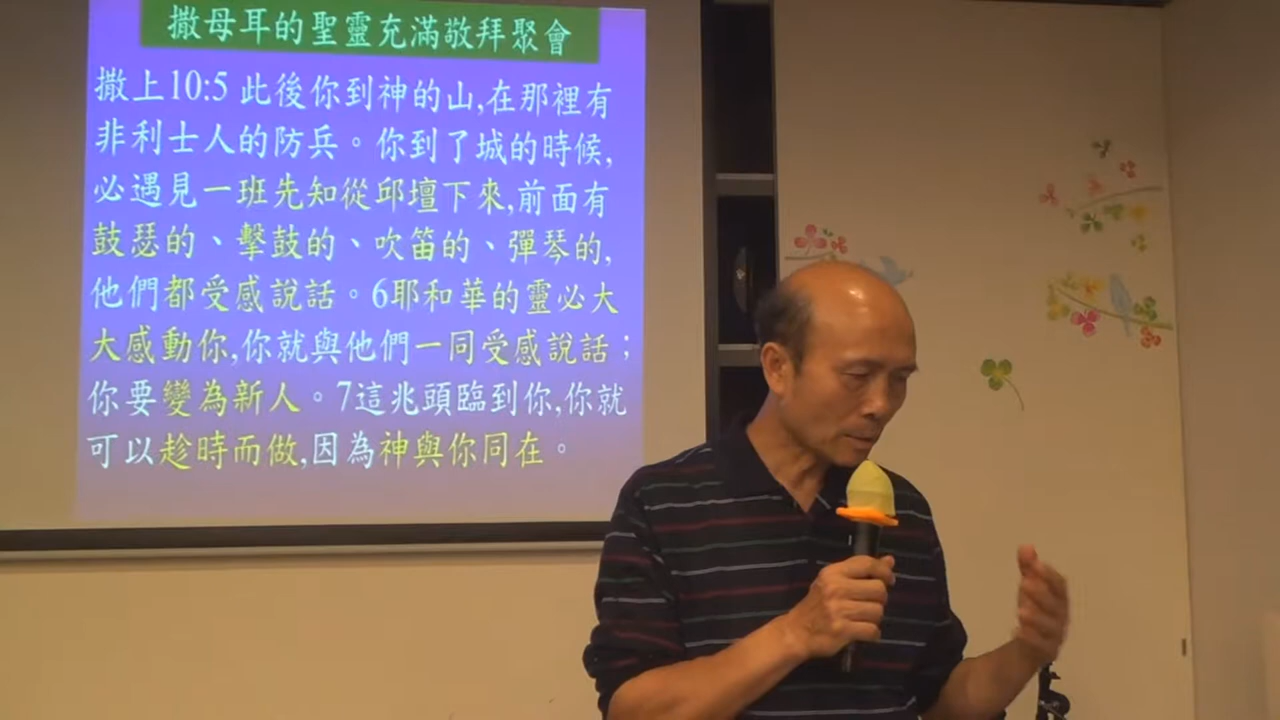 撒母耳的聖靈充滿敬拜聚會
撒上10:5 此後你到神的山,在那裡有
非利士人的防兵。你到了城的時候,
必遇見一班先知從邱壇下來,前面有
鼓瑟的、擊鼓的、吹笛的、彈琴的,
他們都受感說話。6耶和華的靈必大
大感動你,你就與他們一同受感說話；
你要變為新人。7這兆頭臨到你,你就
可以趁時而做,因為神與你同在。